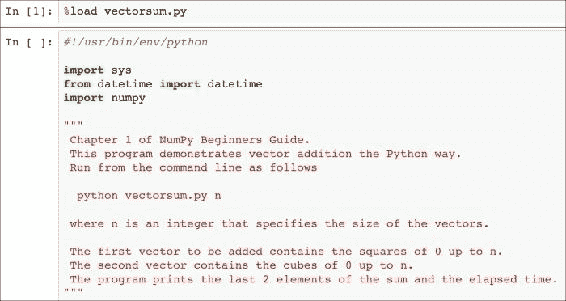 In [1]: %load vectorsum.py
In [ ]: #!/usr/bin/env/python
import sys
from datetime import datetime
import numpy
"""
Chapter 1 of NumPy Beginners Guide.
This program demonstrates vector addition the Python way.
Run from the command line as follows
python vectorsum.py n
where n is an integer that specifies the size of the vectors.
The first vector to be added contains the squares of 0 up to n.
The second vector contains the cubes of 0 up to n.
The program prints the last 2 elements of the sum and the elapsed time.
"""